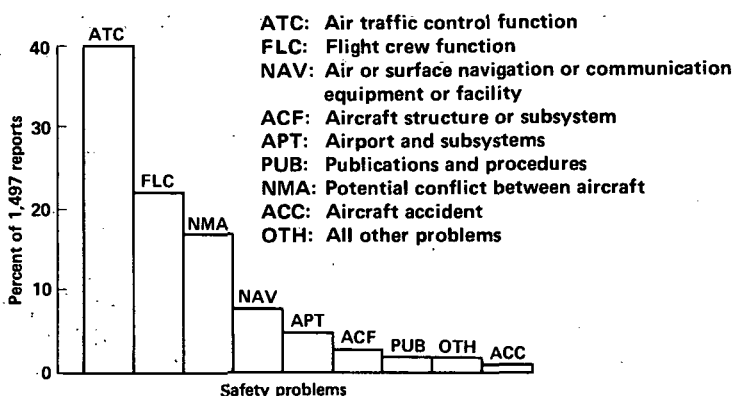 ATC: Air traffic control function
FLC: Flight crew function
NAV: Air or surface navigation or communication
equipment or facility
ACF: Aircraft structure or subsystem
APT: Airport and subsystems
PUB: Publications and procedures
NMA: Potential conflict between aircraft
ACC: Aircraft accident
OTH: All other problems
Percent of 1,497 reports
40
30
20
10
0
ATC
FLC
NMA
NAV
APT
ACF
PUB
OTH
ACC
Safety problems